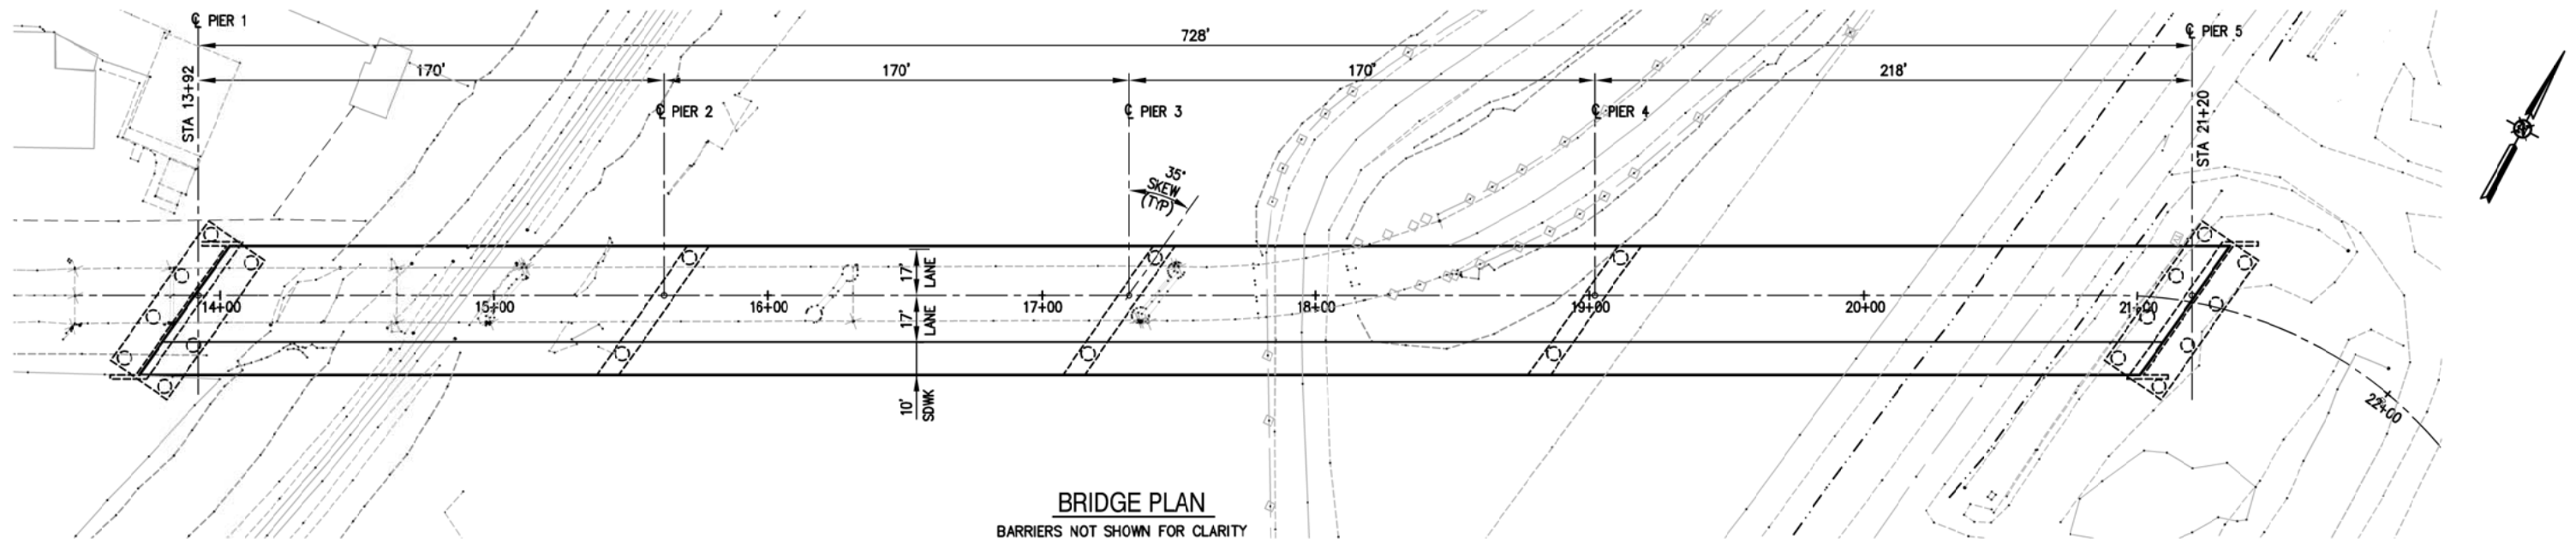 ℄ PIER 1
728'
℄ PIER 5
170'
170'
170'
218'
STA 13+92
℄ PIER 2
℄ PIER 3
℄ PIER 4
STA 21+20
35°
SKEW
(TYP)
17'
LANE
14+00
15+00
16+00
17+00
18+00
19+00
20+00
21+00
17'
LANE
10'
SDWK
22+00
BRIDGE PLAN
BARRIERS NOT SHOWN FOR CLARITY